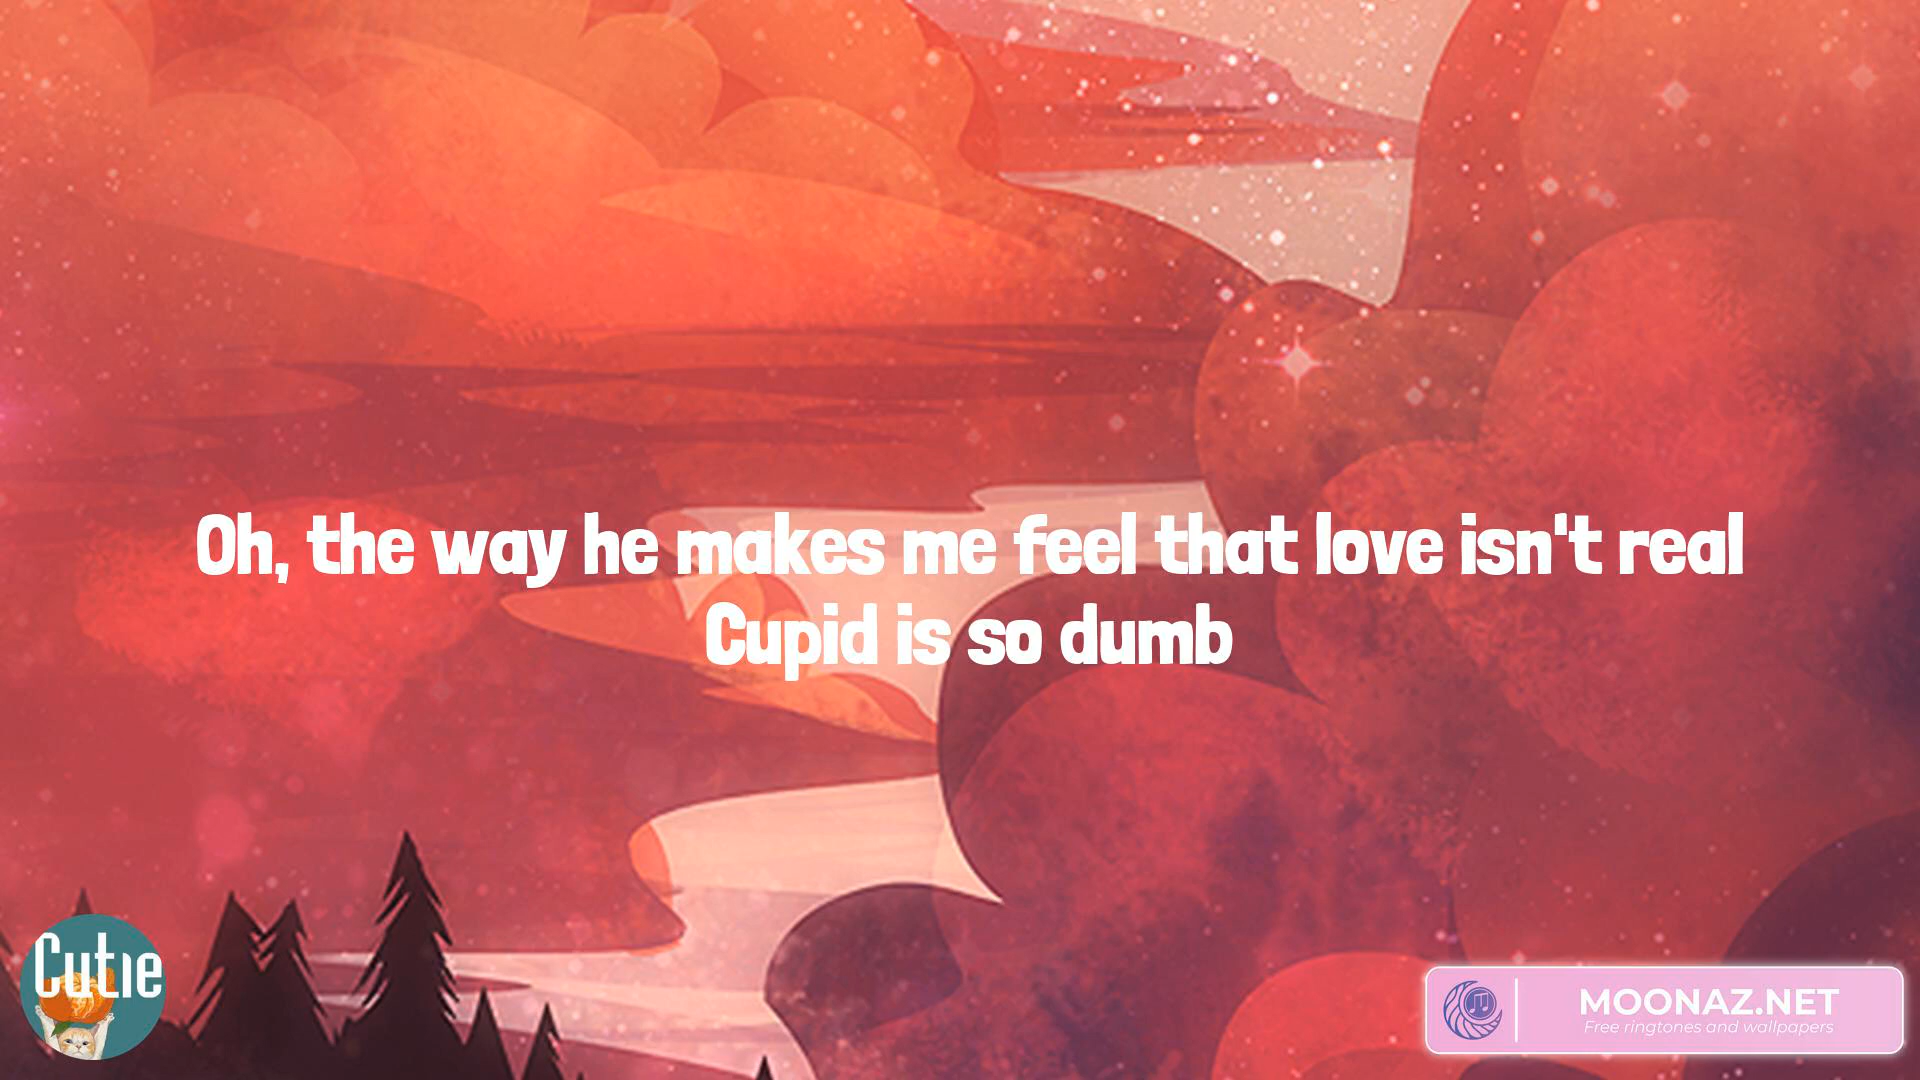 Oh, the way he makes me feel that love isn't real
Cupid is so dumb
Cutie
MOONAZ.NET
Free ringtones and wallpapers